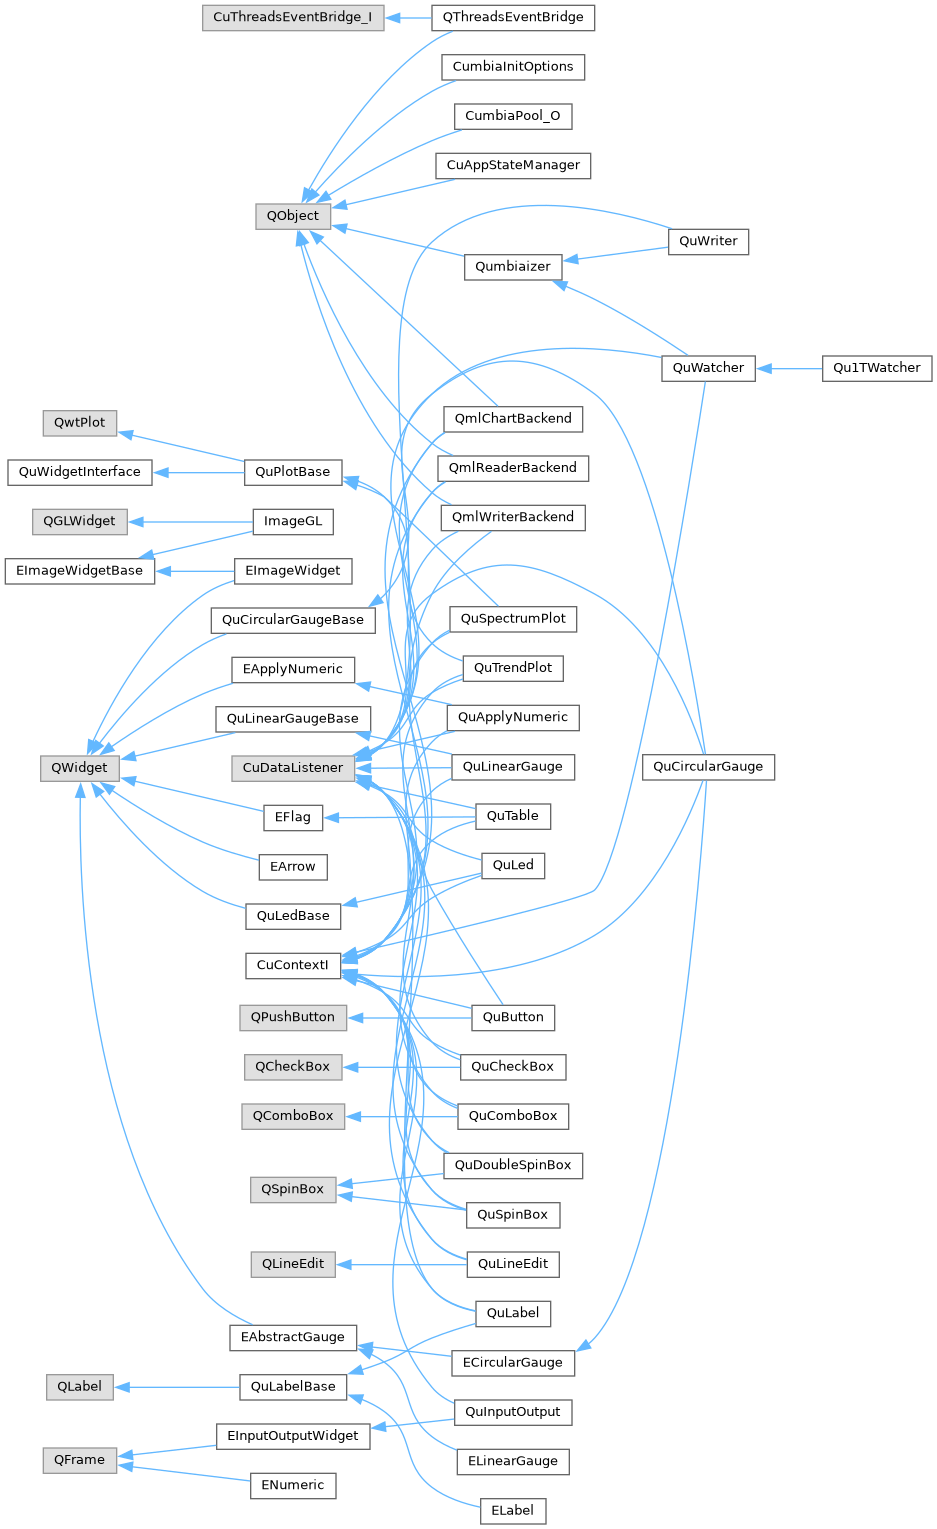 CuThreadsEventBridge_I
QThreadsEventBridge
CumbiaInitOptions
CumbiaPool_O
CuAppStateManager
QObject
QuWriter
Qumbiaizer
QuWatcher
Qu1TWatcher
QmlChartBackend
QwtPlot
QmlReaderBackend
QuWidgetInterface
QuPlotBase
QmlWriterBackend
QGLWidget
ImageGL
EImageWidgetBase
EImageWidget
QuCircularGaugeBase
QuSpectrumPlot
EApplyNumeric
QuTrendPlot
QuLinearGaugeBase
QuApplyNumeric
QWidget
CuDataListener
QuLinearGauge
QuCircularGauge
EFlag
QuTable
EArrow
QuLed
QuLedBase
CuContextI
QPushButton
QuButton
QCheckBox
QuCheckBox
QComboBox
QuComboBox
QuDoubleSpinBox
QSpinBox
QuSpinBox
QLineEdit
QuLineEdit
QuLabel
EAbstractGauge
ECircularGauge
QLabel
QuLabelBase
QuInputOutput
EInputOutputWidget
QFrame
ELinearGauge
ENumeric
ELabel